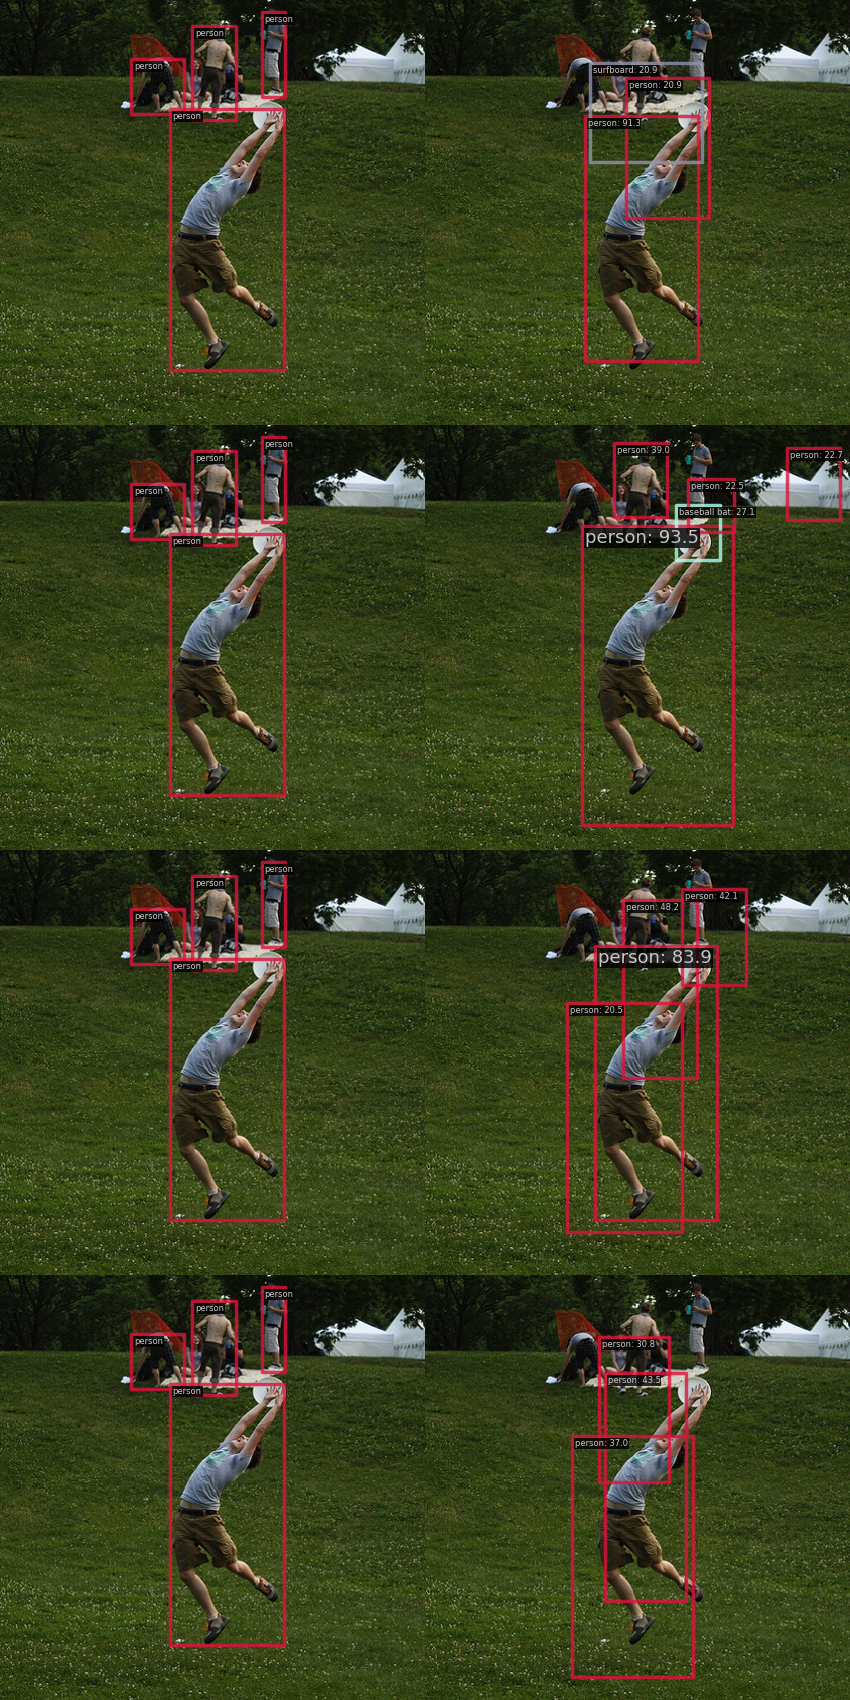 person
person
person
person
surfboard: 20.9
person: 20.9
person: 91.3
person
person
person
person
person: 39.0
person: 22.7
person: 22.5
baseball bat: 27.1
person: 93.5
person
person
person
person
person: 42.1
person: 48.2
person: 83.9
person: 20.5
person
person
person
person
person: 30.8
person: 43.5
person: 37.0